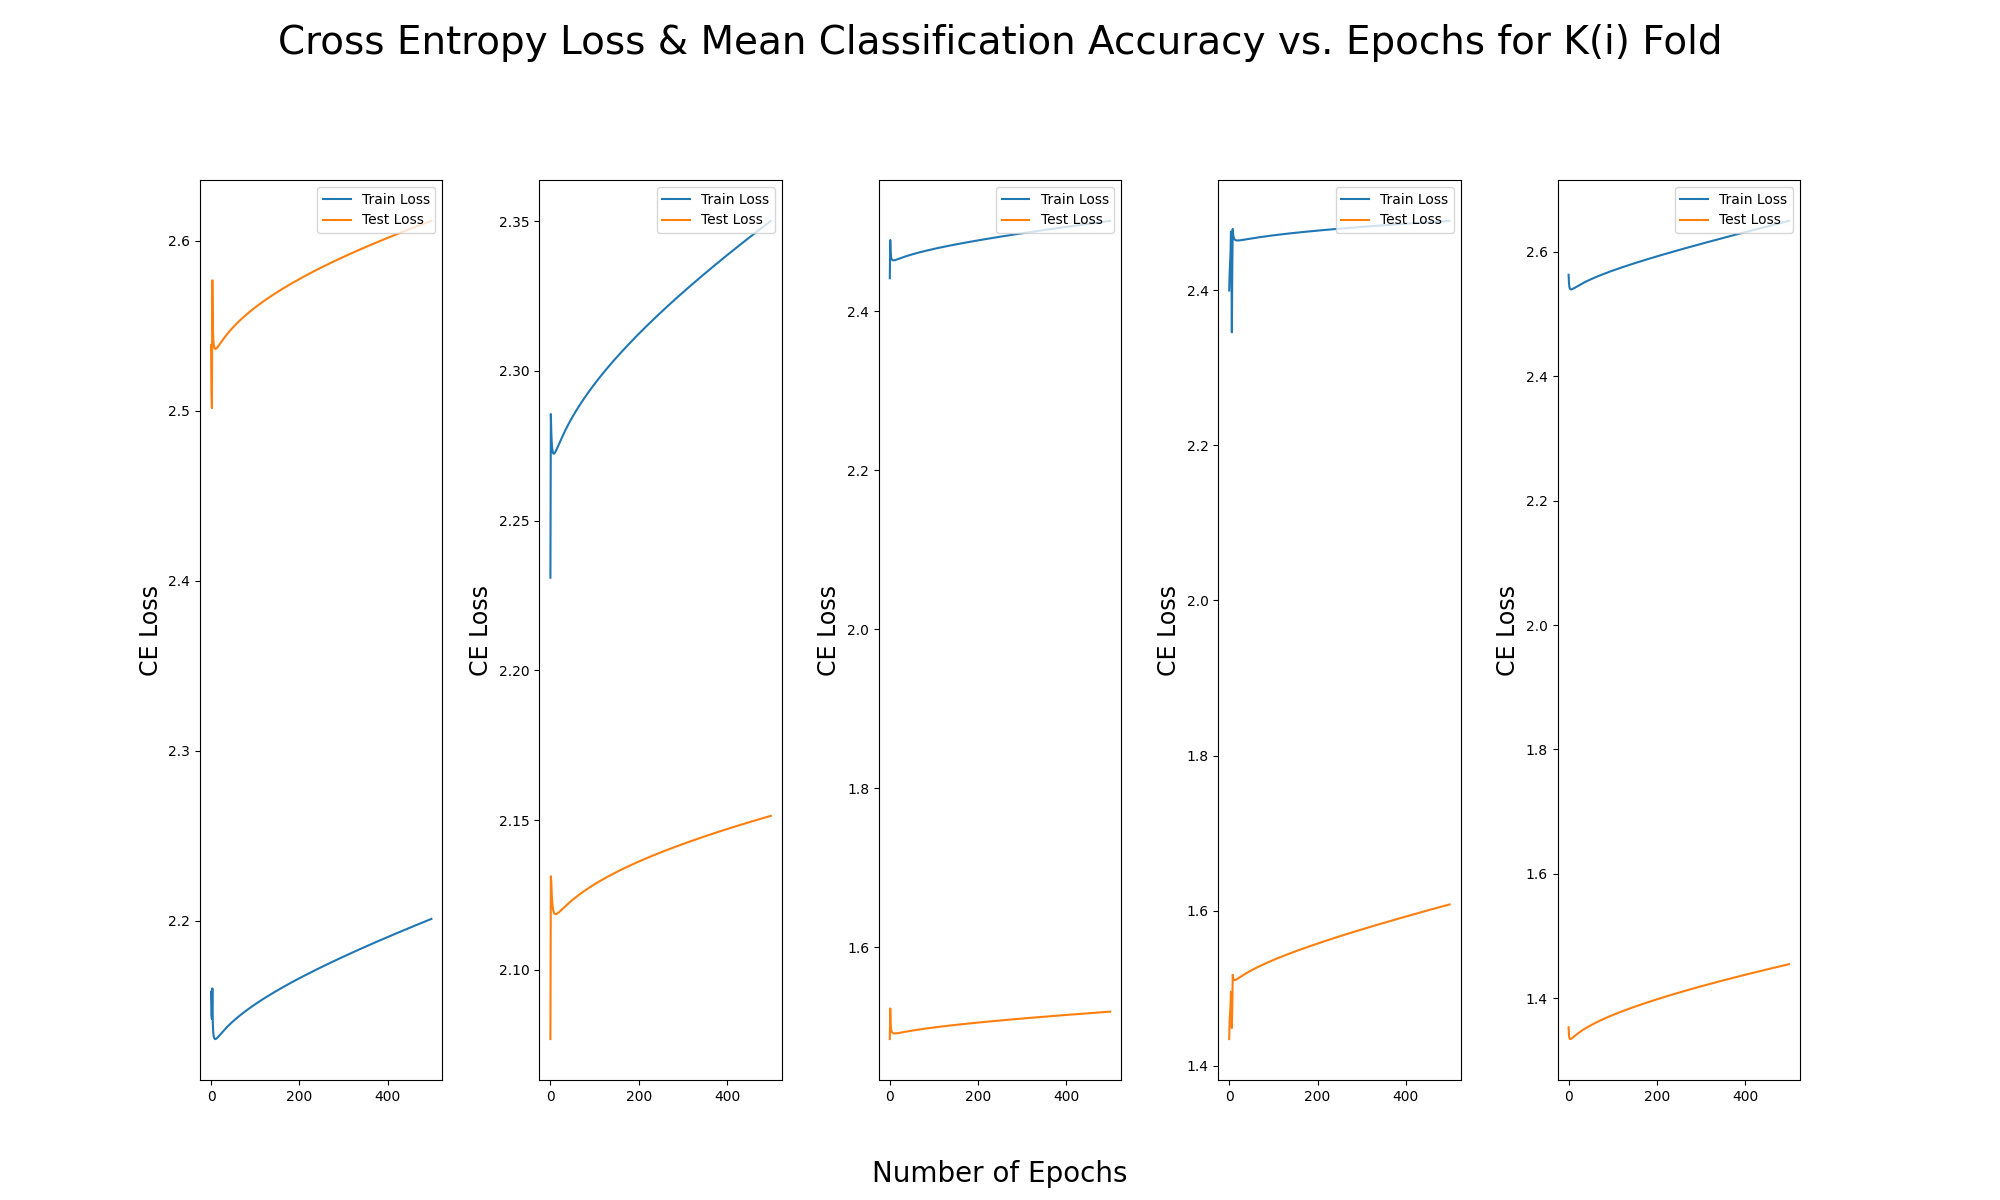 Cross Entropy Loss & Mean Classification Accuracy vs. Epochs for K(i) Fold
CE Loss
2.6
2.5
2.4
2.3
2.2
0 200 400
Train Loss
Test Loss
CE Loss
2.35
2.30
2.25
2.20
2.15
2.10
0 200 400
Train Loss
Test Loss
CE Loss
2.4
2.2
2.0
1.8
1.6
0 200 400
Train Loss
Test Loss
CE Loss
2.4
2.2
2.0
1.8
1.6
1.4
0 200 400
Train Loss
Test Loss
CE Loss
2.6
2.4
2.2
2.0
1.8
1.6
1.4
0 200 400
Train Loss
Test Loss
Number of Epochs